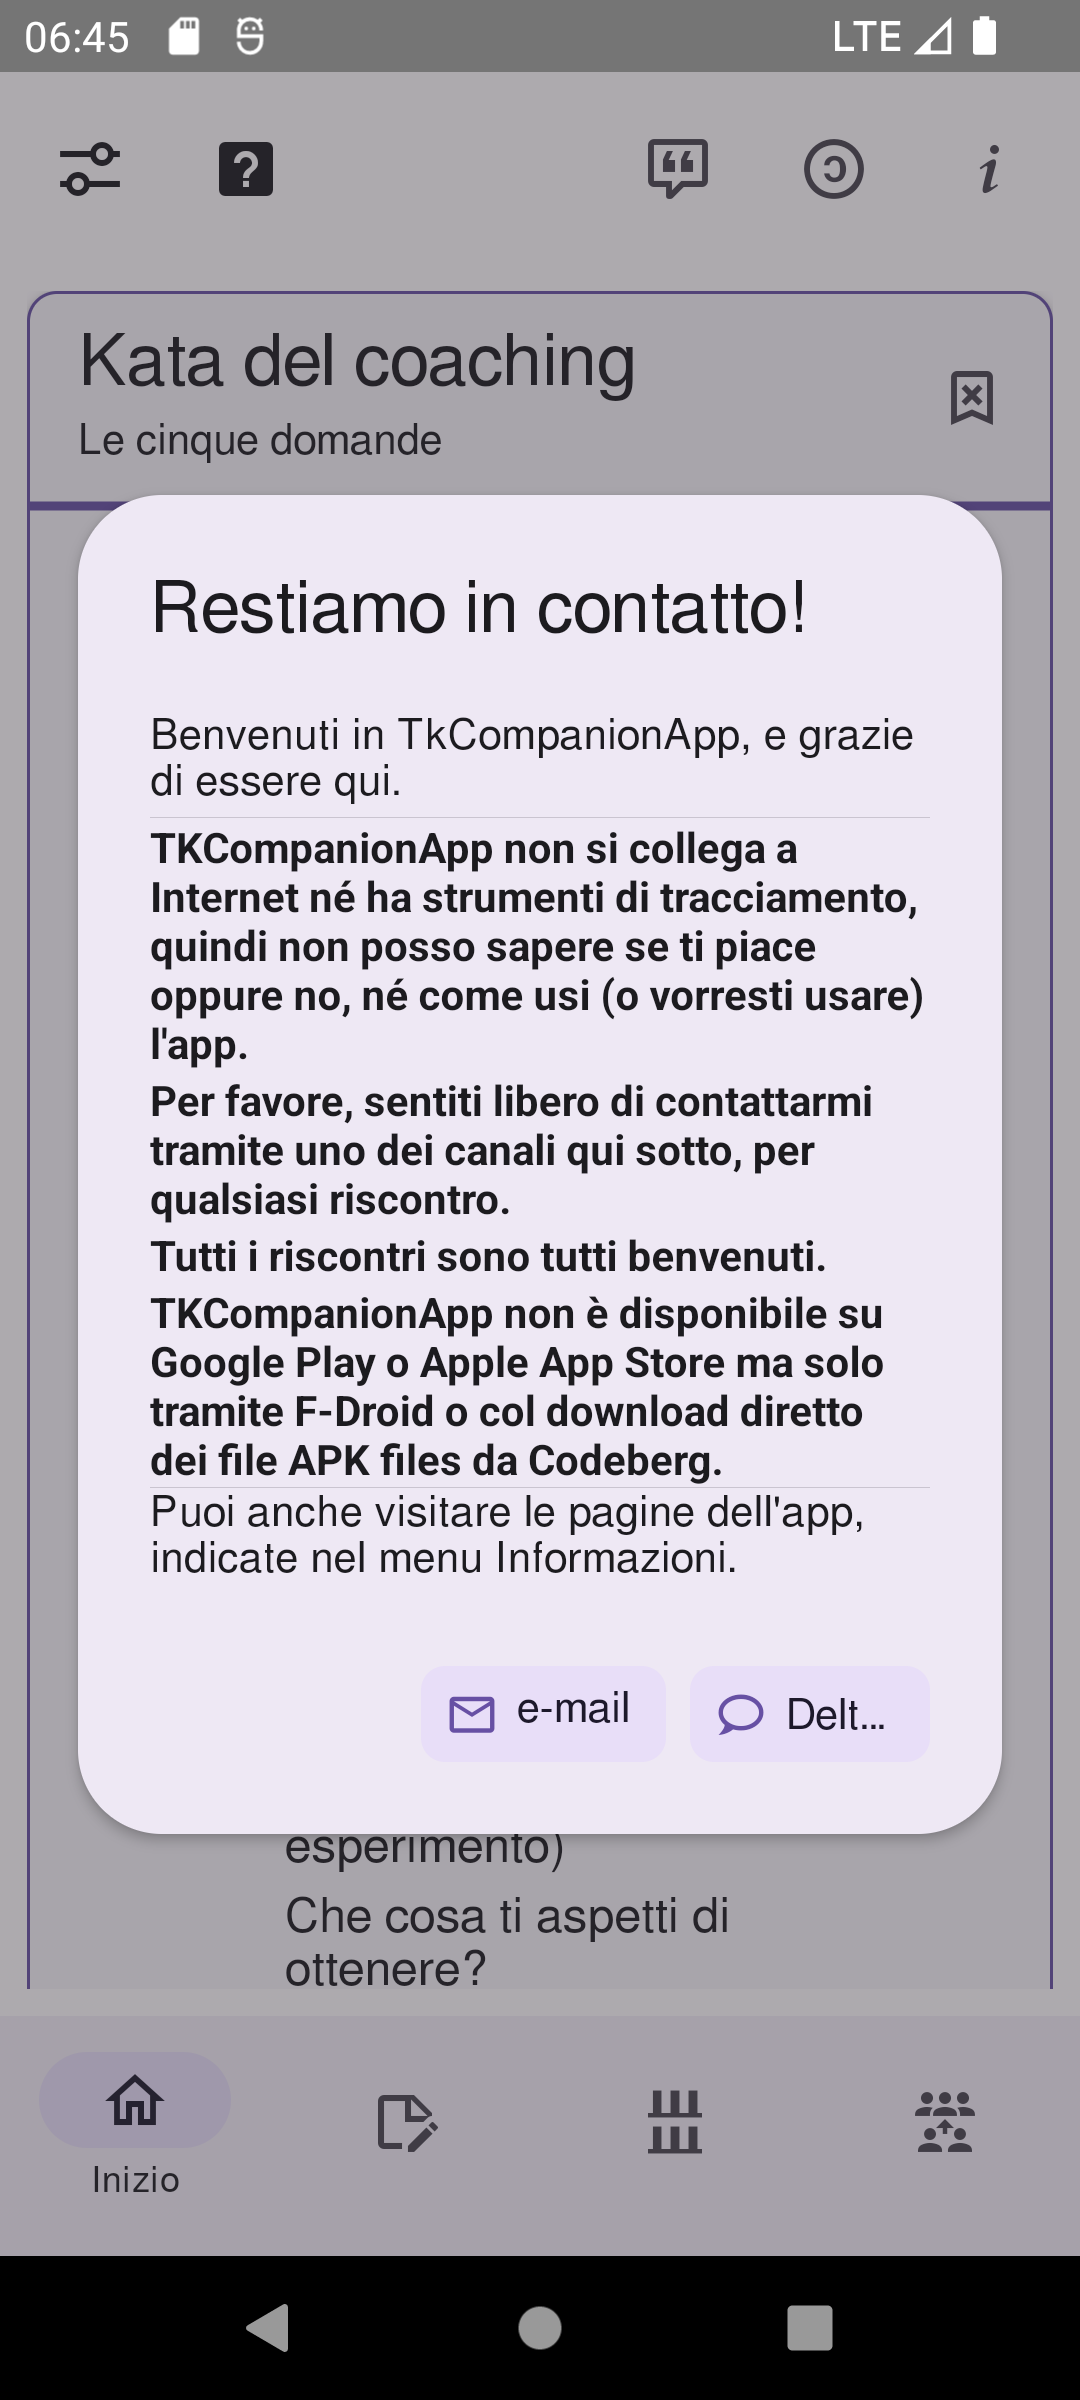 06:45
LTE
Kata del coaching
Le cinque domande
Restiamo in contatto!
Benvenuti in TkCompanionApp, e grazie
di essere qui.
TKCompanionApp non si collega a
Internet né ha strumenti di tracciamento,
quindi non posso sapere se ti piace
oppure no, né come usi (o vorresti usare)
l'app.
Per favore, sentiti libero di contattarmi
tramite uno dei canali qui sotto, per
qualsiasi riscontro.
Tutti i riscontri sono tutti benvenuti.
TKCompanionApp non è disponibile su
Google Play o Apple App Store ma solo
tramite F-Droid o col download diretto
dei file APK files da Codeberg.
Puoi anche visitare le pagine dell'app,
indicate nel menu Informazioni.
e-mail
Delt...
esperimento)
Che cosa ti aspetti di
ottenere?
Inizio